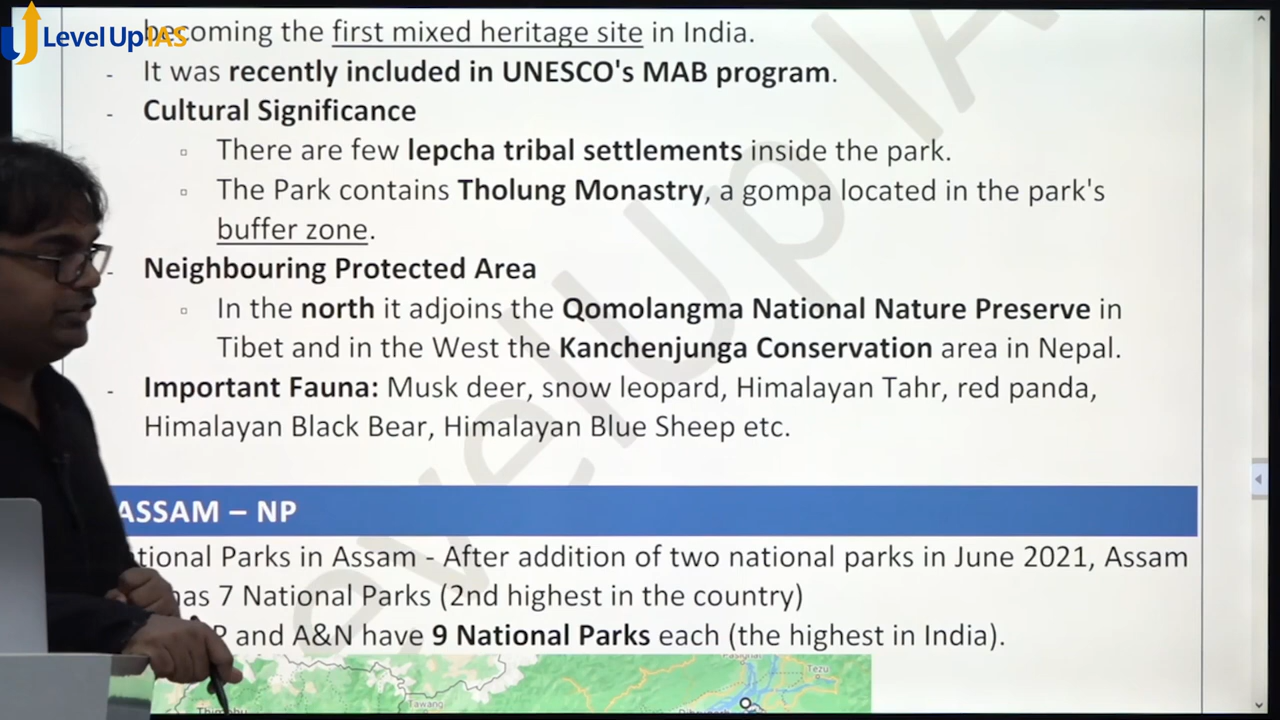 becoming the first mixed heritage site in India.
LevelUp IAS
- It was recently included in UNESCO's MAB program.
- Cultural Significance
▫ There are few lepcha tribal settlements inside the park.
▫ The Park contains Tholung Monastry, a gompa located in the park's
buffer zone.
- Neighbouring Protected Area
▫ In the north it adjoins the Qomolangma National Nature Preserve in
Tibet and in the West the Kanchenjunga Conservation area in Nepal.
- Important Fauna: Musk deer, snow leopard, Himalayan Tahr, red panda,
Himalayan Black Bear, Himalayan Blue Sheep etc.
LevelUp IA
ASSAM – NP
National Parks in Assam - After addition of two national parks in June 2021, Assam
has 7 National Parks (2nd highest in the country)
P and A&N have 9 National Parks each (the highest in India).
Tezu
Tawang